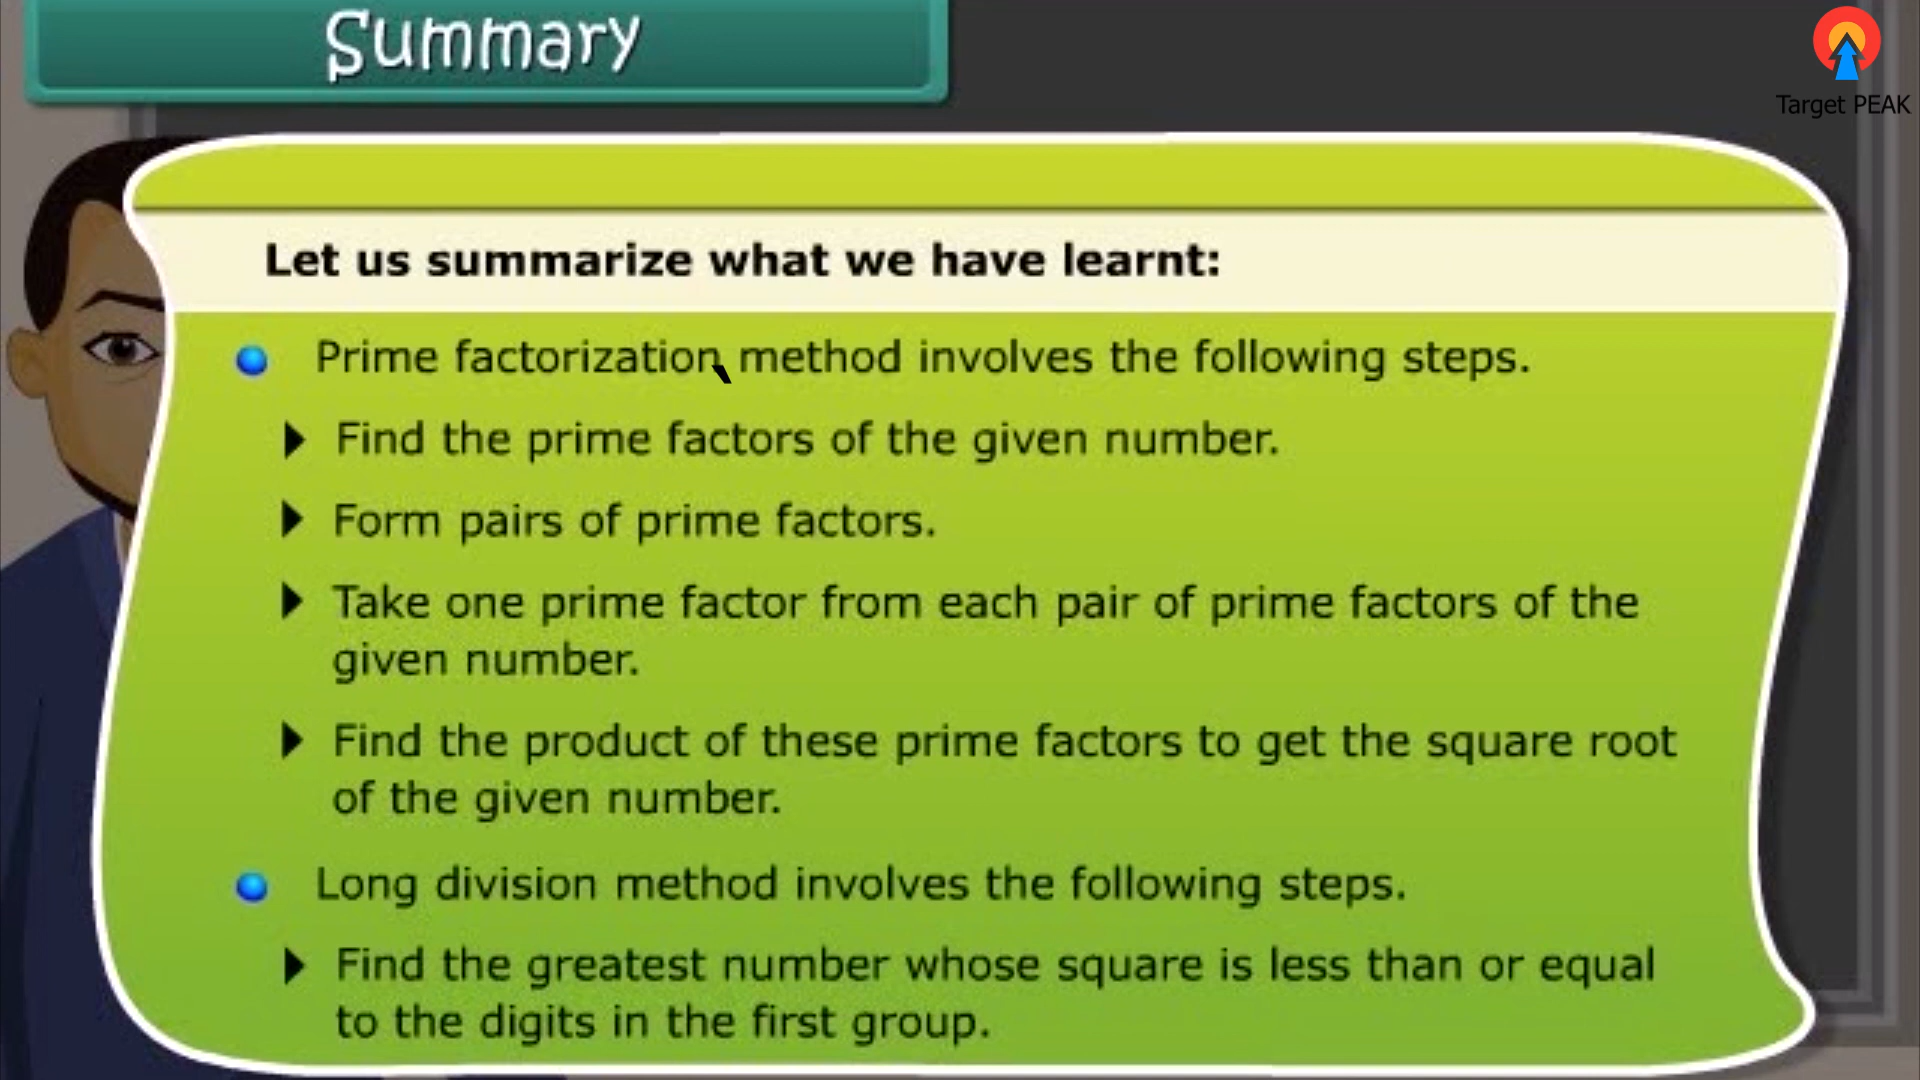 Summary
Target PEAK
Let us summarize what we have learnt:
Prime factorization method involves the following steps.
Find the prime factors of the given number.
Form pairs of prime factors.
Take one prime factor from each pair of prime factors of the
given number.
Find the product of these prime factors to get the square root
of the given number.
Long division method involves the following steps.
Find the greatest number whose square is less than or equal
to the digits in the first group.